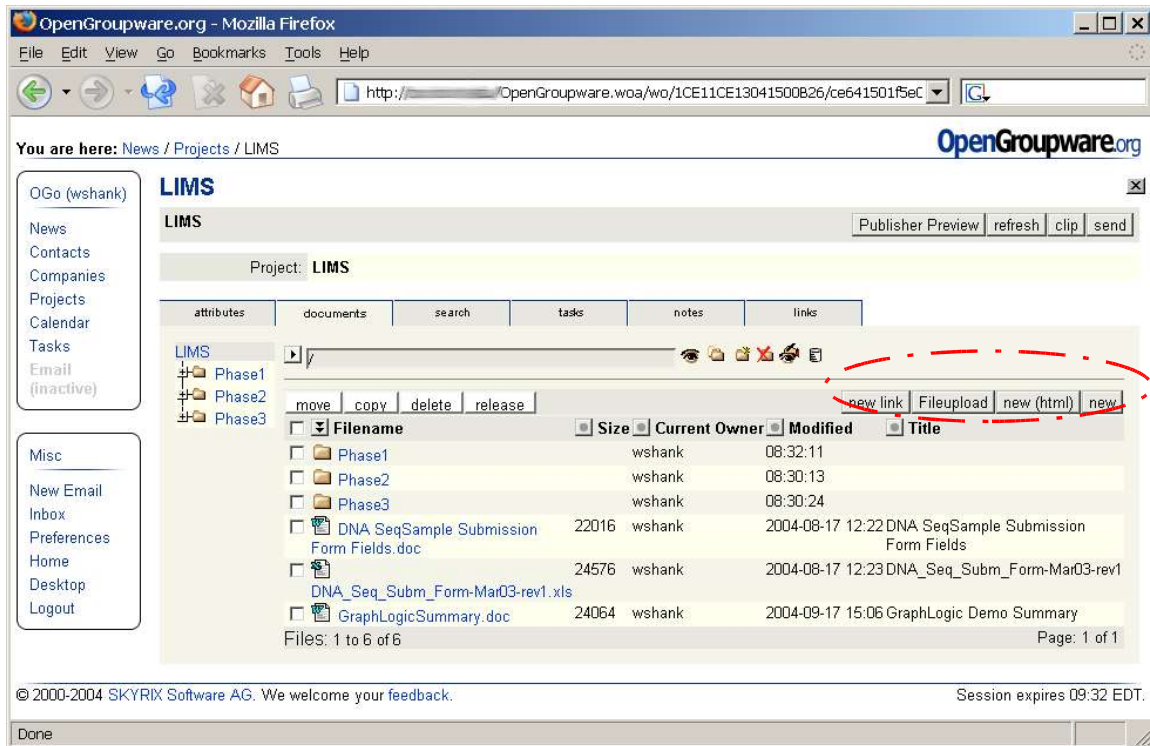 OpenGroupware.org - Mozilla Firefox
File Edit View Go Bookmarks Tools Help
http:// /OpenGroupware.woa/wo/1CE11CE13041500B26/ce641501f5e0 G
You are here: News / Projects / LIMS
OpenGroupware.org
OGo (wshank)
News
Contacts
Companies
Projects
Calendar
Tasks
Email
(inactive)
Misc
New Email
Inbox
Preferences
Home
Desktop
Logout
LIMS
LIMS Publisher Preview refresh clip send
Project: LIMS
attributes documents search tasks notes links
LIMS
Phase1
Phase2
Phase3
/
move copy delete release new link Fileupload new (html) new
Filename Size Current Owner Modified Title
Phase1 wshank 08:32:11
Phase2 wshank 08:30:13
Phase3 wshank 08:30:24
DNA SeqSample Submission 22016 wshank 2004-08-17 12:22 DNA SeqSample Submission
Form Fields.doc Form Fields
24576 wshank 2004-08-17 12:23 DNA_Seq_Subm_Form-Mar03-rev1
DNA_Seq_Subm_Form-Mar03-rev1.xls
GraphLogicSummary.doc 24064 wshank 2004-09-17 15:06 GraphLogic Demo Summary
Files: 1 to 6 of 6 Page: 1 of 1
© 2000-2004 SKYRIX Software AG. We welcome your feedback. Session expires 09:32 EDT.
Done